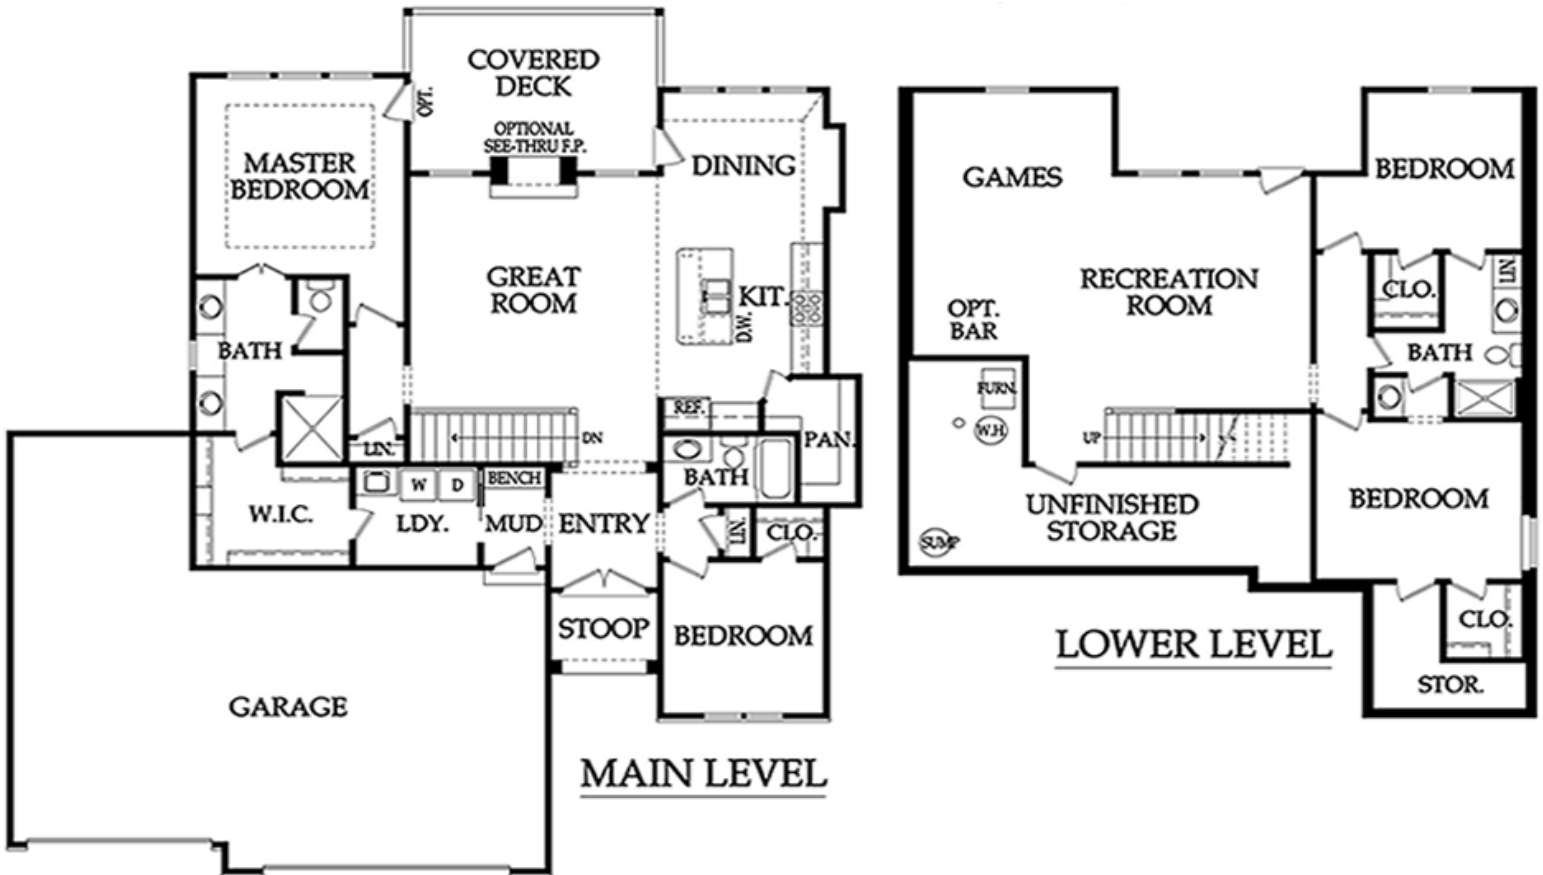 COVERED
DECK
OPT.
OPTIONAL
SEE-THRU F.P.
MASTER
BEDROOM
DINING
GREAT
ROOM
KIT.
D.W.
BATH
REF.
LIN.
DN
PAN.
BATH
W
D
BENCH
W.I.C.
LDY.
MUD
ENTRY
LIN.
CLO.
STOOP
BEDROOM
GARAGE
MAIN LEVEL
GAMES
BEDROOM
RECREATION
ROOM
OPT.
BAR
CLO.
LIN.
BATH
FURN.
W.H.
UP
UNFINISHED
STORAGE
BEDROOM
SUMP
CLO.
STOR.
LOWER LEVEL